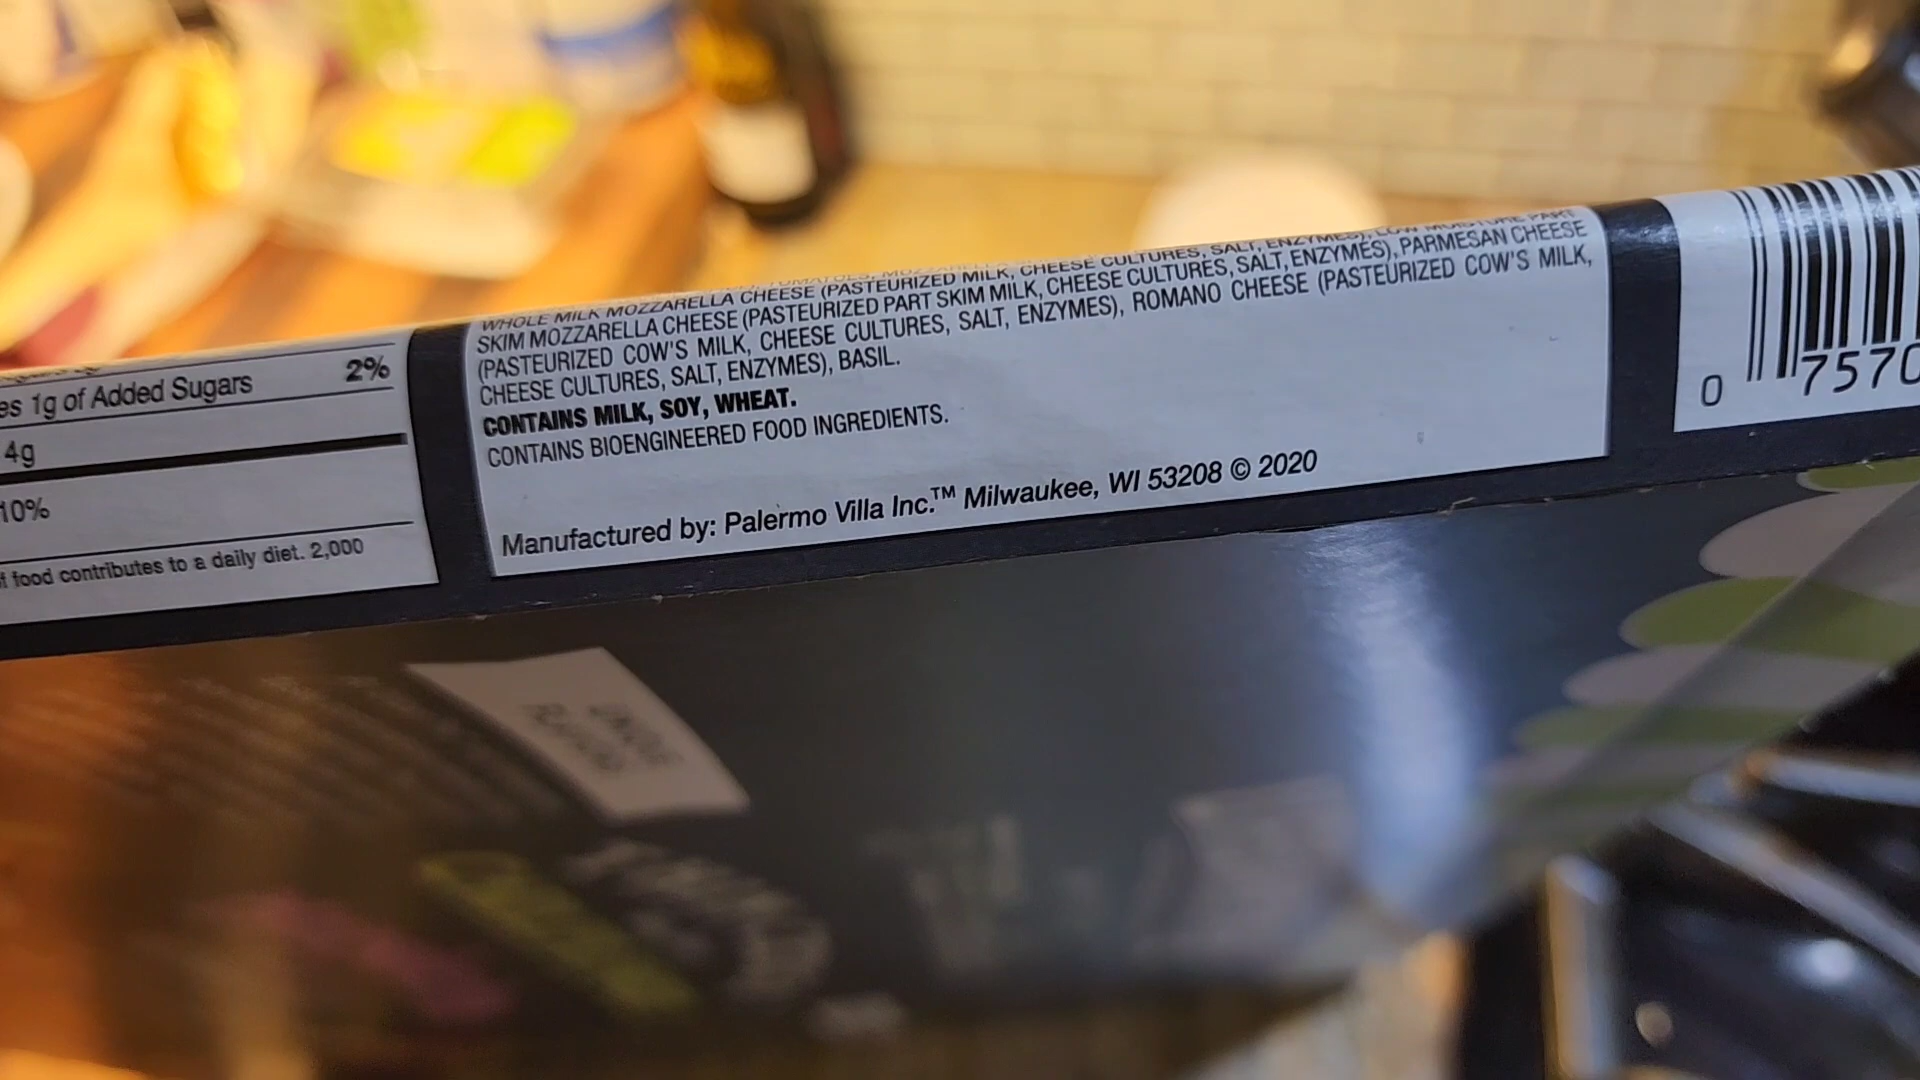 es 1g of Added Sugars 2%
4g
10%
f food contributes to a daily diet. 2,000
WHOLE MILK MOZZARELLA CHEESE (PASTEURIZED MILK, CHEESE CULTURES, SALT, ENZYMES), LOW MOISTURE PART
SKIM MOZZARELLA CHEESE (PASTEURIZED PART SKIM MILK, CHEESE CULTURES, SALT, ENZYMES), PARMESAN CHEESE
(PASTEURIZED COW'S MILK, CHEESE CULTURES, SALT, ENZYMES), ROMANO CHEESE (PASTEURIZED COW'S MILK,
CHEESE CULTURES, SALT, ENZYMES), BASIL.
CONTAINS MILK, SOY, WHEAT.
CONTAINS BIOENGINEERED FOOD INGREDIENTS.
Manufactured by: Palermo Villa Inc.™ Milwaukee, WI 53208 © 2020
0 7570